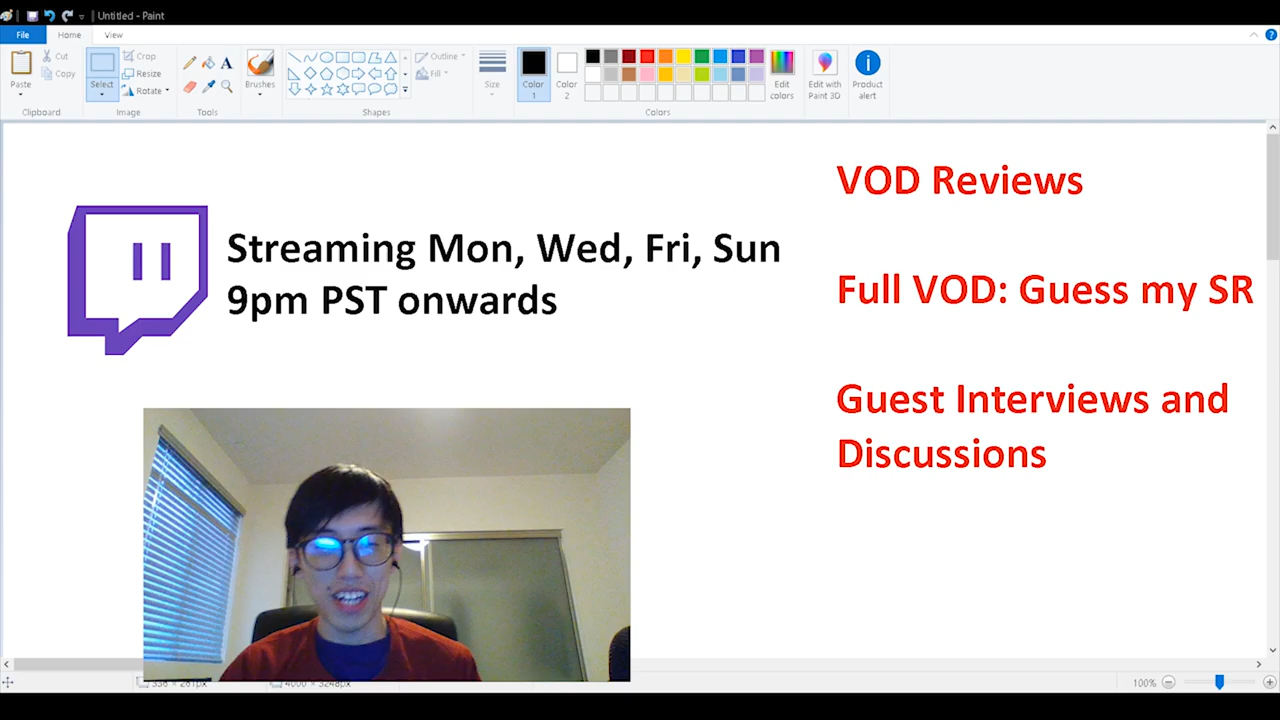 Untitled - Paint
File
Home
View
Paste
Cut
Copy
Clipboard
Select
Crop
Resize
Rotate
Image
A
Tools
Brushes
Outline
Fill
Shapes
Size
Color 1
Color 2
Edit colors
Colors
Edit with Paint 3D
Product alert
Streaming Mon, Wed, Fri, Sun
9pm PST onwards
VOD Reviews
Full VOD: Guess my SR
Guest Interviews and
Discussions
100%